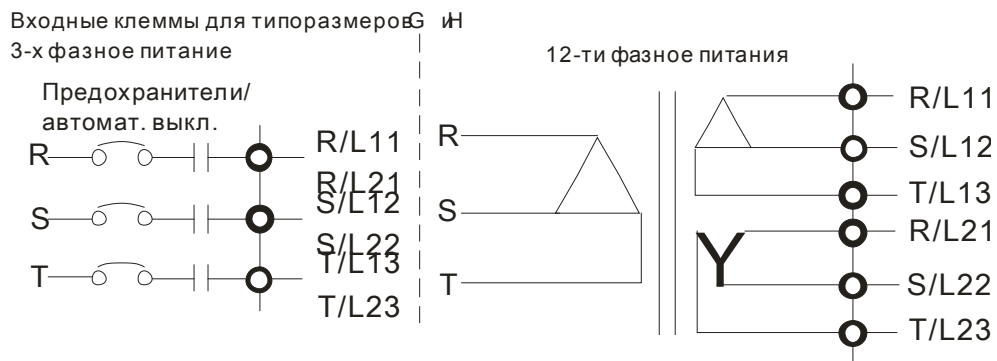 Входные клеммы для типоразмеров G и H
3-х фазное питание
Предохранители/
автомат. выкл.
R
S
T
R/L11
R/L21
S/L12
S/L22
T/L13
T/L23
12-ти фазное питания
R
S
T
Y
R/L11
S/L12
T/L13
R/L21
S/L22
T/L23